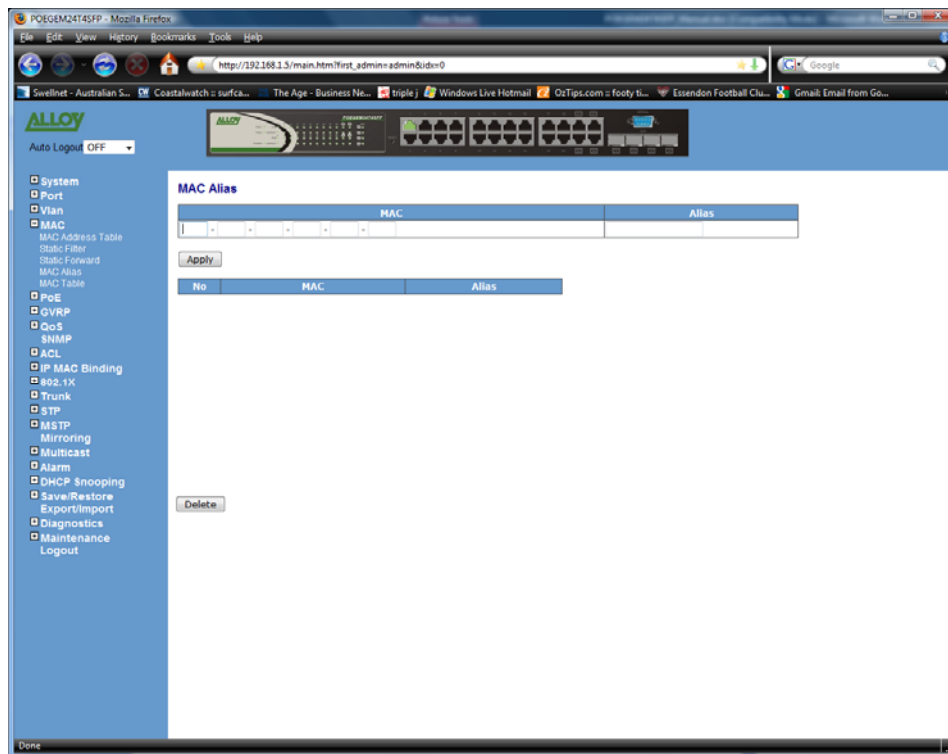 POEGEM24T4SFP - Mozilla Firefox
File Edit View History Bookmarks Tools Help
http://192.168.1.5/main.htm?first_admin=admin&idx=0
Google
Swellnet - Australian S... Coastalwatch :: surfca... The Age - Business Ne... triple j Windows Live Hotmail OzTips.com :: footy ti... Essendon Football Clu... Gmail: Email from Go...
ALLOY
ALLOY
Auto Logout OFF
System
Port
Vlan
MAC
MAC Address Table
Static Filter
Static Forward
MAC Alias
MAC Table
PoE
GVRP
QoS
SNMP
ACL
IP MAC Binding
802.1X
Trunk
STP
MSTP
Mirroring
Multicast
Alarm
DHCP Snooping
Save/Restore
Export/Import
Diagnostics
Maintenance
Logout
MAC Alias
MAC Alias
- - - - -
Apply
No MAC Alias
Delete
Done